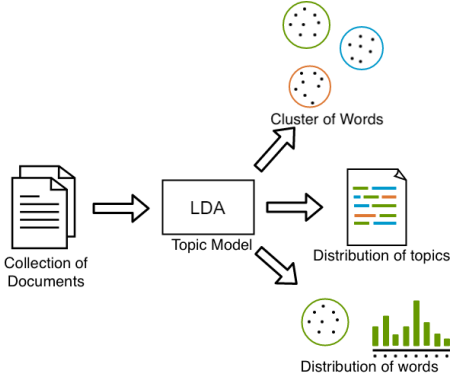 Cluster of Words
LDA
Topic Model
Collection of
Documents
Distribution of topics
Distribution of words